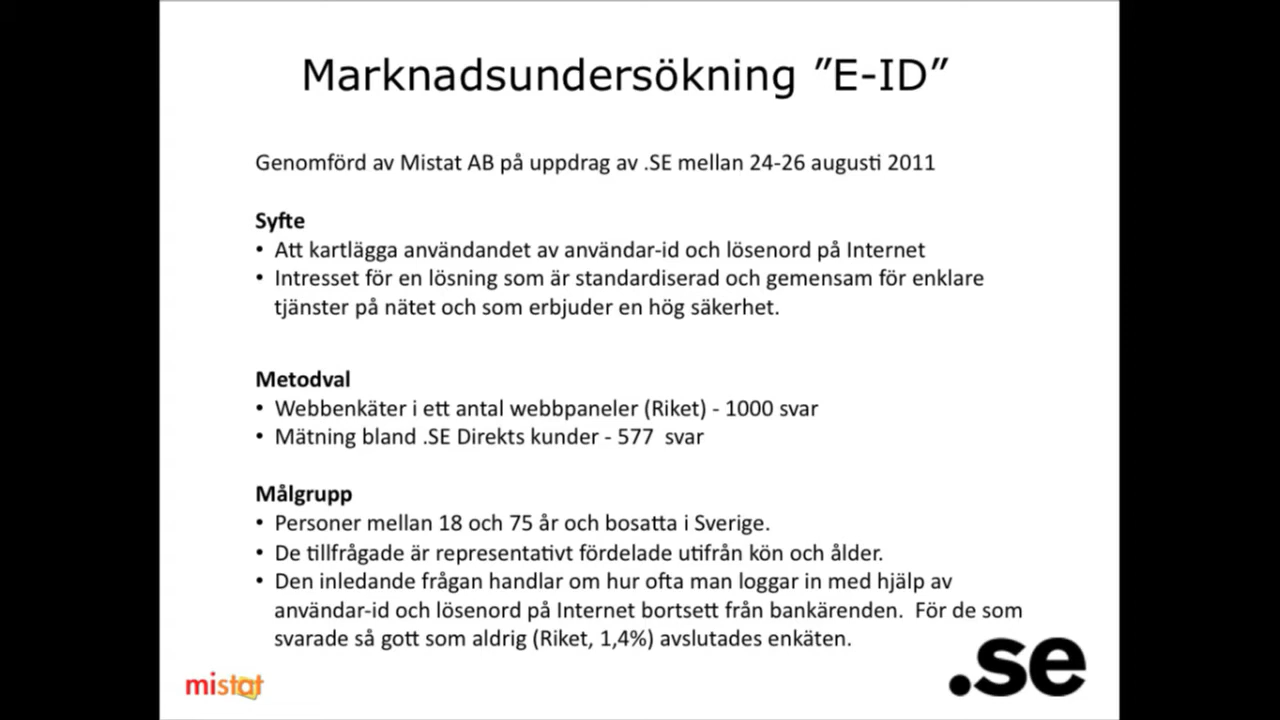 Marknadsundersökning ”E-ID”
Genomförd av Mistat AB på uppdrag av .SE mellan 24-26 augusti 2011
Syfte
• Att kartlägga användandet av användar-id och lösenord på Internet
• Intresset för en lösning som är standardiserad och gemensam för enklare
tjänster på nätet och som erbjuder en hög säkerhet.
Metodval
• Webbenkäter i ett antal webbpaneler (Riket) - 1000 svar
• Mätning bland .SE Direkts kunder - 577  svar
Målgrupp
• Personer mellan 18 och 75 år och bosatta i Sverige.
• De tillfrågade är representativt fördelade utifrån kön och ålder.
• Den inledande frågan handlar om hur ofta man loggar in med hjälp av
användar-id och lösenord på Internet bortsett från bankärenden.  För de som
svarade så gott som aldrig (Riket, 1,4%) avslutades enkäten.
mistat
.se